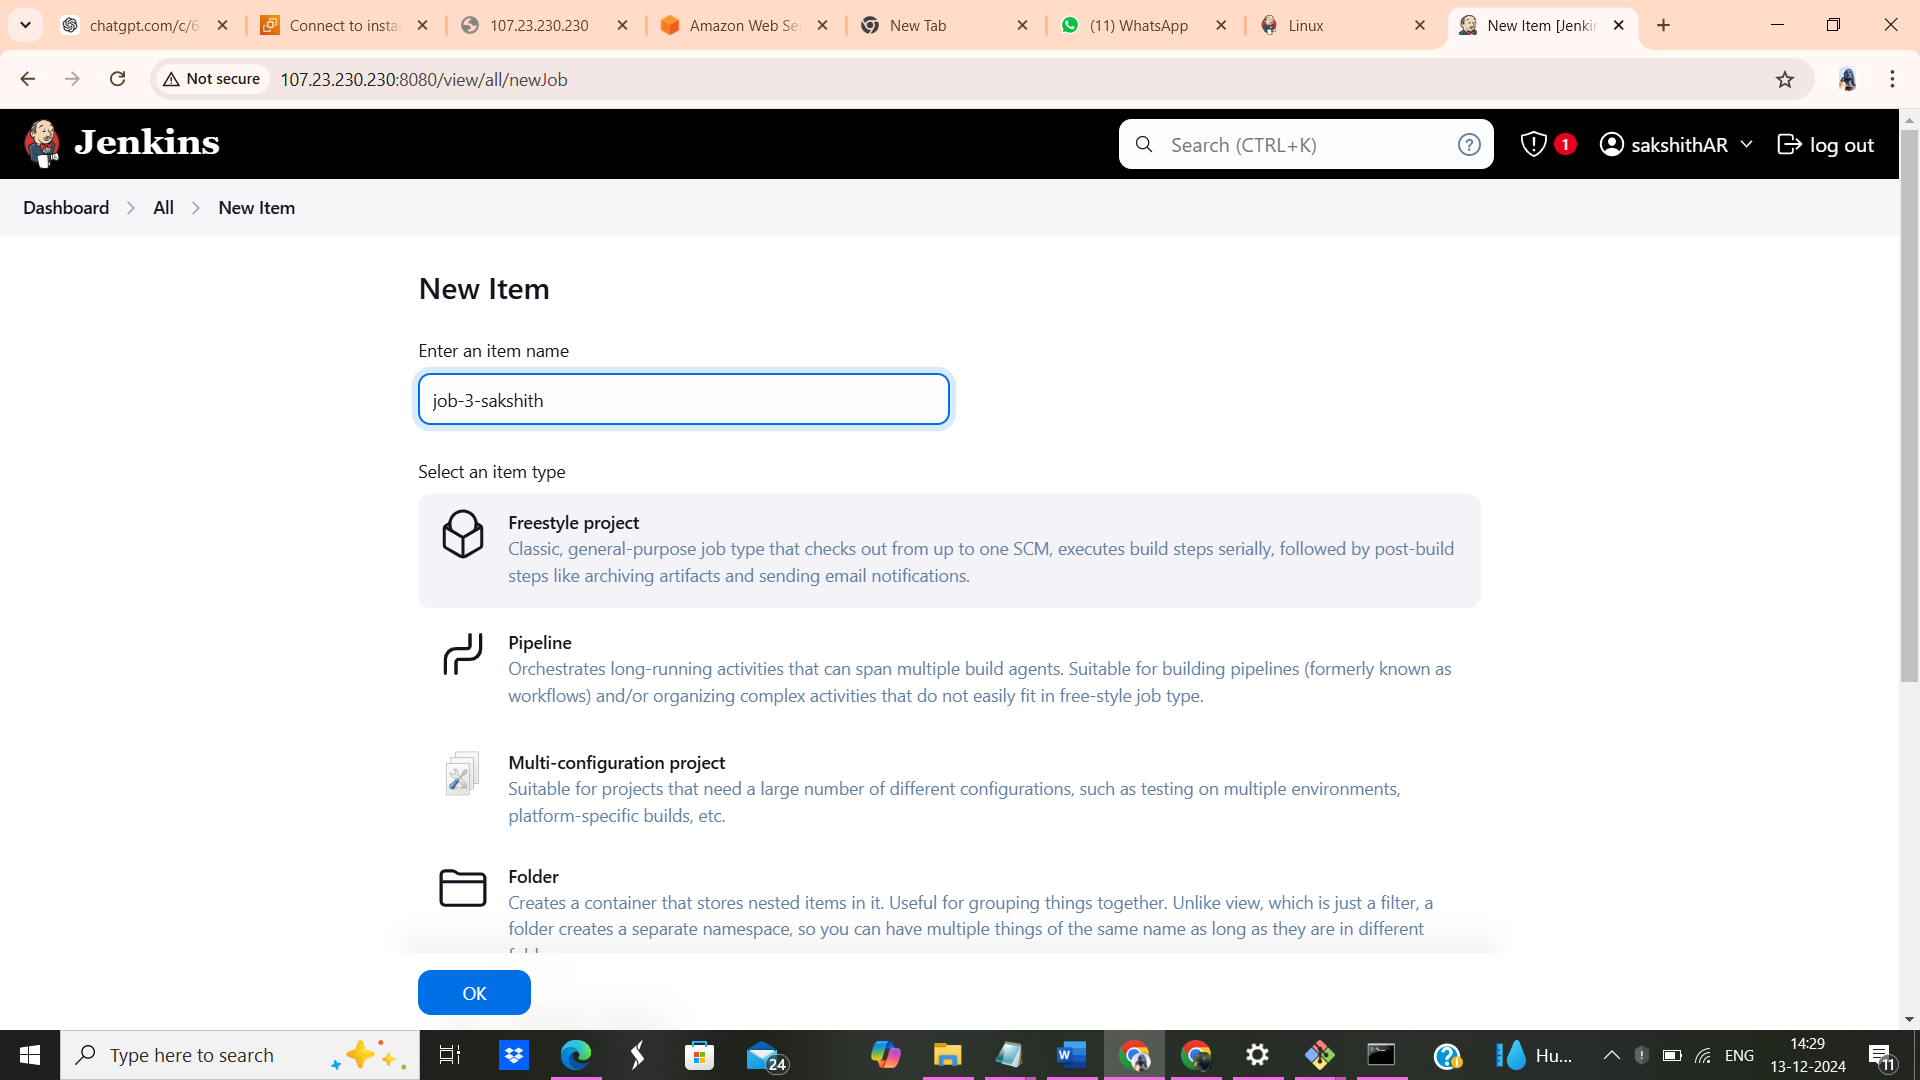 chatgpt.com/c/6
Connect to insta
107.23.230.230
Amazon Web Se
New Tab
(11) WhatsApp
Linux
New Item [Jenki
Not secure
107.23.230.230:8080/view/all/newJob
Jenkins
Search (CTRL+K)
?
1
sakshithAR
log out
Dashboard
All
New Item
New Item
Enter an item name
job-3-sakshith
Select an item type
Freestyle project
Classic, general-purpose job type that checks out from up to one SCM, executes build steps serially, followed by post-build
steps like archiving artifacts and sending email notifications.
Pipeline
Orchestrates long-running activities that can span multiple build agents. Suitable for building pipelines (formerly known as
workflows) and/or organizing complex activities that do not easily fit in free-style job type.
Multi-configuration project
Suitable for projects that need a large number of different configurations, such as testing on multiple environments,
platform-specific builds, etc.
Folder
Creates a container that stores nested items in it. Useful for grouping things together. Unlike view, which is just a filter, a
folder creates a separate namespace, so you can have multiple things of the same name as long as they are in different
OK
Type here to search
24
Hu...
ENG
14:29
13-12-2024
11